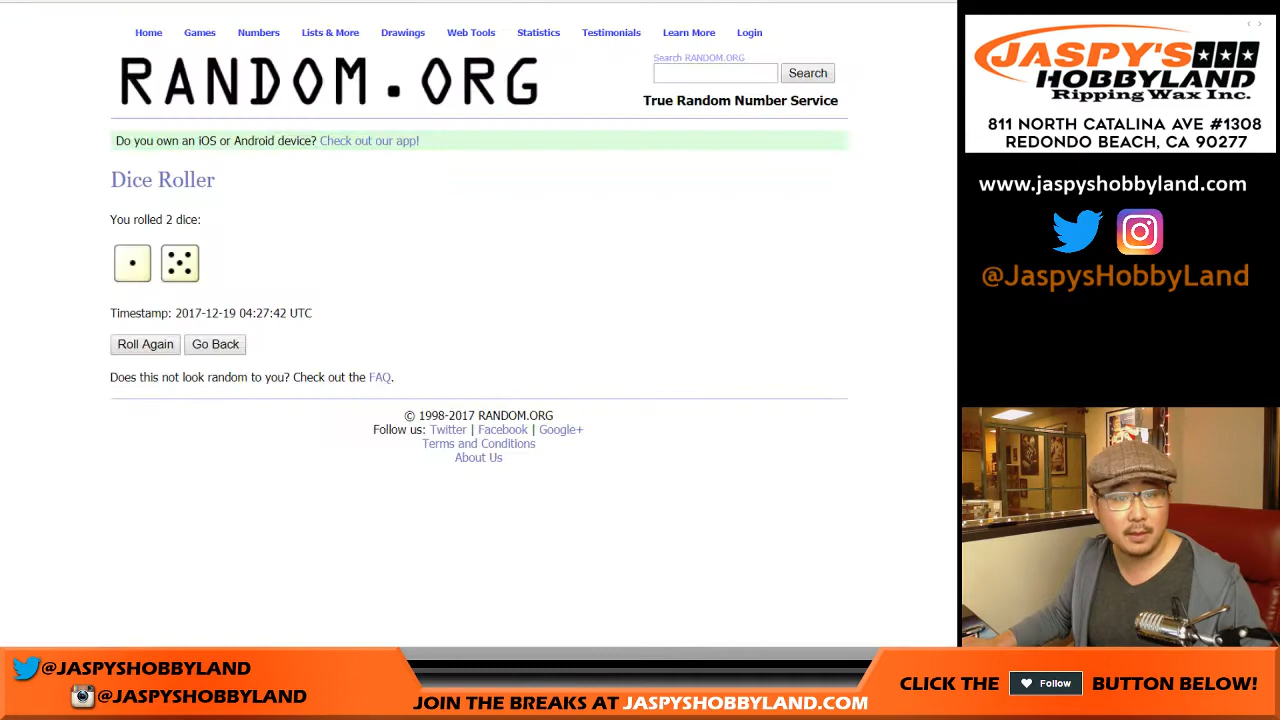 Home Games Numbers Lists & More Drawings Web Tools Statistics Testimonials Learn More Login
RANDOM.ORG
Search RANDOM.ORG
Search
True Random Number Service
Do you own an iOS or Android device? Check out our app!
Dice Roller
You rolled 2 dice:
Timestamp: 2017-12-19 04:27:42 UTC
Roll Again Go Back
Does this not look random to you? Check out the FAQ.
© 1998-2017 RANDOM.ORG
Follow us: Twitter | Facebook | Google+
Terms and Conditions
About Us
JASPY'S
HOBBYLAND
Ripping Wax Inc.
811 NORTH CATALINA AVE #1308
REDONDO BEACH, CA 90277
www.jaspyshobbyland.com
@JaspysHobbyLand
@JASPYSHOBBYLAND
@JASPYSHOBBYLAND
JOIN THE BREAKS AT JASPYSHOBBYLAND.COM
CLICK THE Follow BUTTON BELOW!